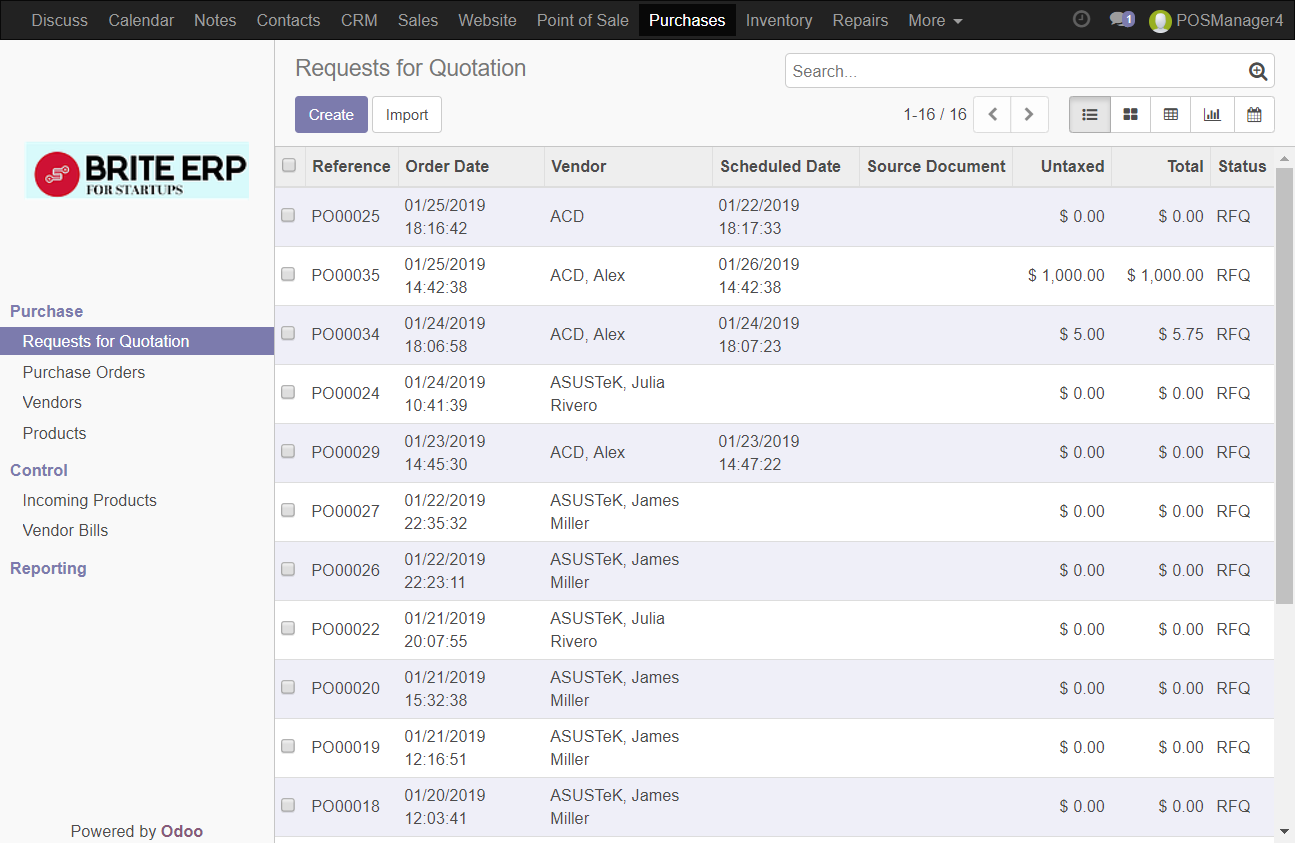 Discuss Calendar Notes Contacts CRM Sales Website Point of Sale Purchases Inventory Repairs More 1 POSManager4
BRITE ERP
FOR STARTUPS
Purchase
Requests for Quotation
Purchase Orders
Vendors
Products
Control
Incoming Products
Vendor Bills
Reporting
Powered by Odoo
Requests for Quotation
Search...
Create Import
1-16 / 16
Reference Order Date Vendor Scheduled Date Source Document Untaxed Total Status
PO00025 01/25/2019 18:16:42 ACD 01/22/2019 18:17:33 $ 0.00 $ 0.00 RFQ
PO00035 01/25/2019 14:42:38 ACD, Alex 01/26/2019 14:42:38 $ 1,000.00 $ 1,000.00 RFQ
PO00034 01/24/2019 18:06:58 ACD, Alex 01/24/2019 18:07:23 $ 5.00 $ 5.75 RFQ
PO00024 01/24/2019 10:41:39 ASUSTeK, Julia Rivero $ 0.00 $ 0.00 RFQ
PO00029 01/23/2019 14:45:30 ACD, Alex 01/23/2019 14:47:22 $ 0.00 $ 0.00 RFQ
PO00027 01/22/2019 22:35:32 ASUSTeK, James Miller $ 0.00 $ 0.00 RFQ
PO00026 01/22/2019 22:23:11 ASUSTeK, James Miller $ 0.00 $ 0.00 RFQ
PO00022 01/21/2019 20:07:55 ASUSTeK, Julia Rivero $ 0.00 $ 0.00 RFQ
PO00020 01/21/2019 15:32:38 ASUSTeK, James Miller $ 0.00 $ 0.00 RFQ
PO00019 01/21/2019 12:16:51 ASUSTeK, James Miller $ 0.00 $ 0.00 RFQ
PO00018 01/20/2019 12:03:41 ASUSTeK, James Miller $ 0.00 $ 0.00 RFQ